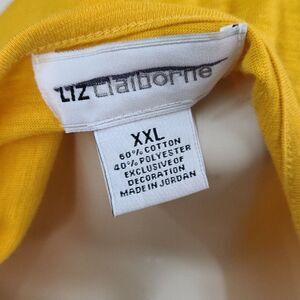 LIZ Claiborne
XXL
60% COTTON
40% POLYESTER
EXCLUSIVE OF
DECORATION
MADE IN JORDAN